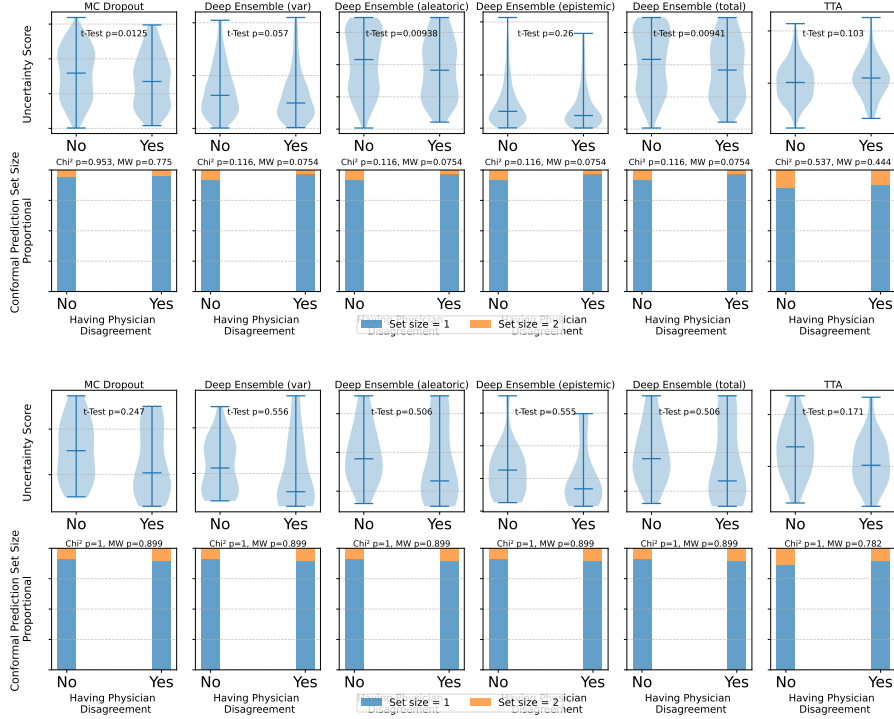 MC Dropout
Deep Ensemble (var)
Deep Ensemble (aleatoric)
Deep Ensemble (epistemic)
Deep Ensemble (total)
TTA
Uncertainty Score
t-Test p=0.0125
t-Test p=0.057
t-Test p=0.00938
t-Test p=0.26
t-Test p=0.00941
t-Test p=0.103
No Yes
No Yes
No Yes
No Yes
No Yes
No Yes
Conformal Prediction Set Size
Proportional
Chi² p=0.953, MW p=0.775
Chi² p=0.116, MW p=0.0754
Chi² p=0.116, MW p=0.0754
Chi² p=0.116, MW p=0.0754
Chi² p=0.116, MW p=0.0754
Chi² p=0.537, MW p=0.444
No Yes
No Yes
No Yes
No Yes
No Yes
No Yes
Having Physician
Disagreement
Having Physician
Disagreement
Having Physician
Disagreement
Having Physician
Disagreement
Having Physician
Disagreement
Having Physician
Disagreement
Set size = 1
Set size = 2
MC Dropout
Deep Ensemble (var)
Deep Ensemble (aleatoric)
Deep Ensemble (epistemic)
Deep Ensemble (total)
TTA
Uncertainty Score
t-Test p=0.247
t-Test p=0.556
t-Test p=0.506
t-Test p=0.555
t-Test p=0.506
t-Test p=0.171
No Yes
No Yes
No Yes
No Yes
No Yes
No Yes
Conformal Prediction Set Size
Proportional
Chi² p=1, MW p=0.899
Chi² p=1, MW p=0.899
Chi² p=1, MW p=0.899
Chi² p=1, MW p=0.899
Chi² p=1, MW p=0.899
Chi² p=1, MW p=0.782
No Yes
No Yes
No Yes
No Yes
No Yes
No Yes
Having Physician
Disagreement
Having Physician
Disagreement
Having Physician
Disagreement
Having Physician
Disagreement
Having Physician
Disagreement
Having Physician
Disagreement
Set size = 1
Set size = 2